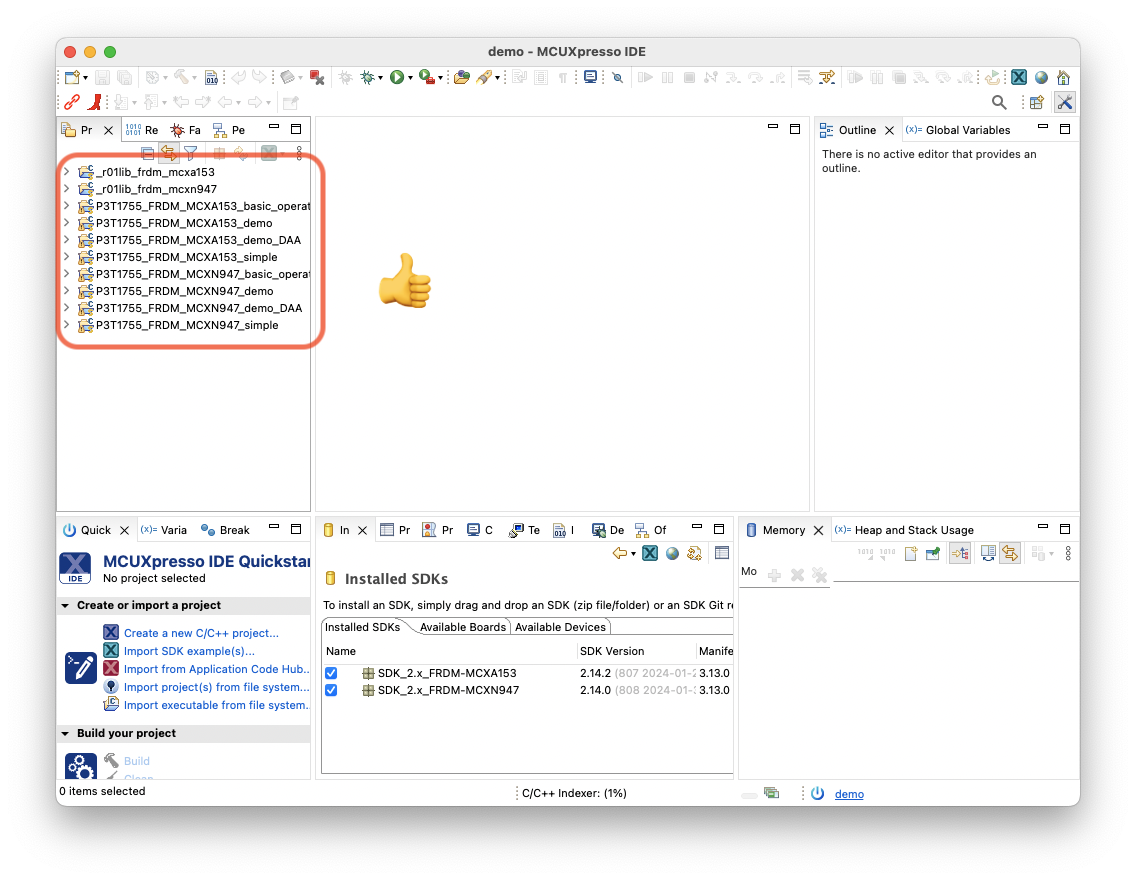 demo - MCUXpresso IDE
Pr
Re
Fa
Pe
Outline
(x)= Global Variables
There is no active editor that provides an
outline.
_r01lib_frdm_mcxa153
_r01lib_frdm_mcxn947
P3T1755_FRDM_MCXA153_basic_operat
P3T1755_FRDM_MCXA153_demo
P3T1755_FRDM_MCXA153_demo_DAA
P3T1755_FRDM_MCXA153_simple
P3T1755_FRDM_MCXN947_basic_operat
P3T1755_FRDM_MCXN947_demo
P3T1755_FRDM_MCXN947_demo_DAA
P3T1755_FRDM_MCXN947_simple
Quick
(x)= Varia
Break
MCUXpresso IDE Quickstar
No project selected
IDE
Create or import a project
Create a new C/C++ project...
Import SDK example(s)...
Import from Application Code Hub..
Import project(s) from file system...
Import executable from file system..
Build your project
Build
Clean
In
Pr
Pr
C
Te
I
De
Of
Installed SDKs
To install an SDK, simply drag and drop an SDK (zip file/folder) or an SDK Git re
Installed SDKs
Available Boards
Available Devices
Name
SDK Version
Manife
SDK_2.x_FRDM-MCXA153
2.14.2 (807 2024-01-2
3.13.0
SDK_2.x_FRDM-MCXN947
2.14.0 (808 2024-01-3
3.13.0
Memory
(x)= Heap and Stack Usage
Mo
0 items selected
C/C++ Indexer: (1%)
demo